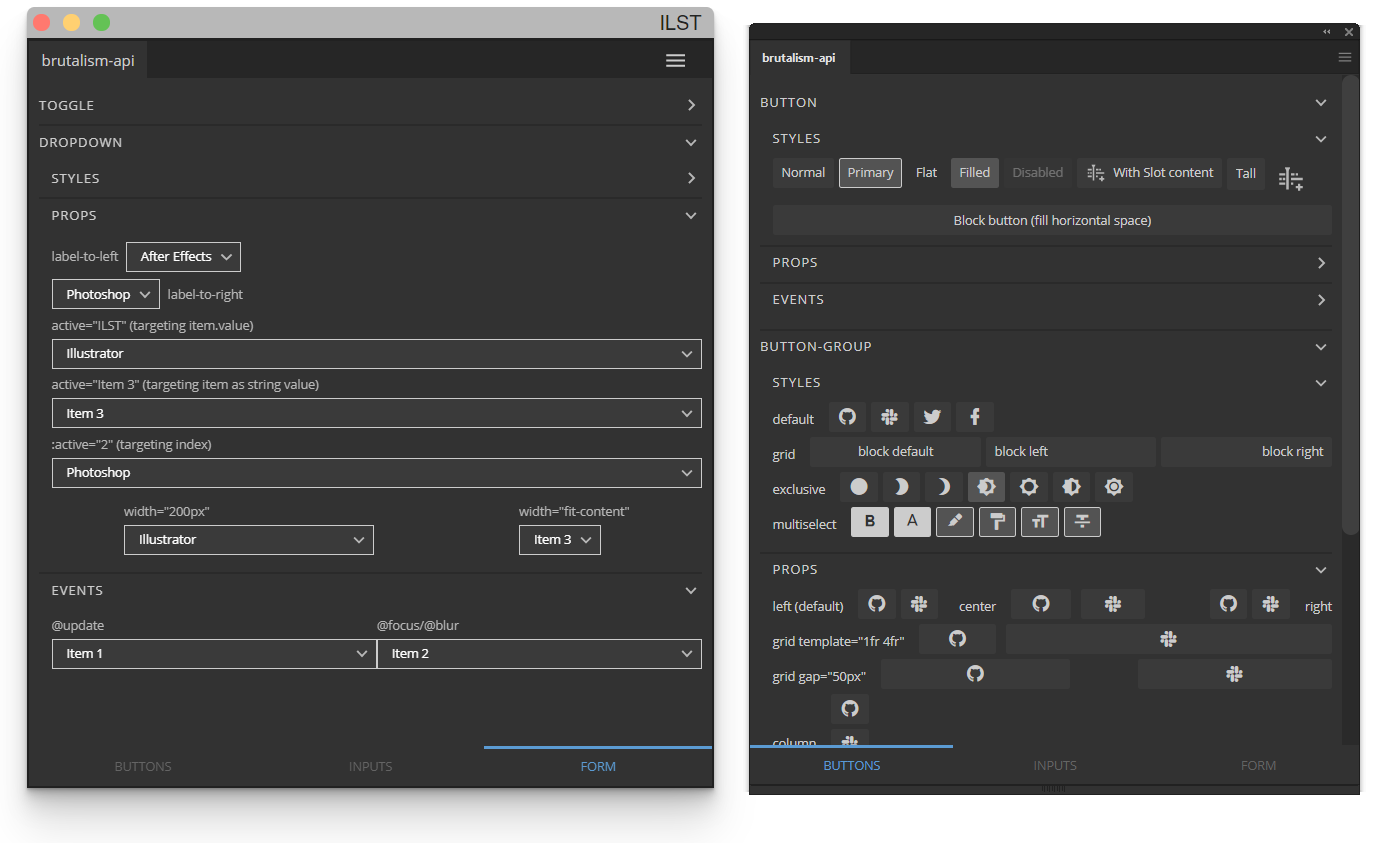 ILST
brutalism-api
TOGGLE
DROPDOWN
STYLES
PROPS
label-to-left After Effects
Photoshop label-to-right
active="ILST" (targeting item.value)
Illustrator
active="Item 3" (targeting item as string value)
Item 3
:active="2" (targeting index)
Photoshop
width="200px" width="fit-content"
Illustrator Item 3
EVENTS
@update @focus/@blur
Item 1 Item 2
BUTTONS INPUTS FORM
brutalism-api
BUTTON
STYLES
Normal Primary Flat Filled Disabled With Slot content Tall
Block button (fill horizontal space)
PROPS
EVENTS
BUTTON-GROUP
STYLES
default
grid block default block left block right
exclusive
multiselect B A
PROPS
left (default) center right
grid template="1fr 4fr"
grid gap="50px"
column
BUTTONS INPUTS FORM